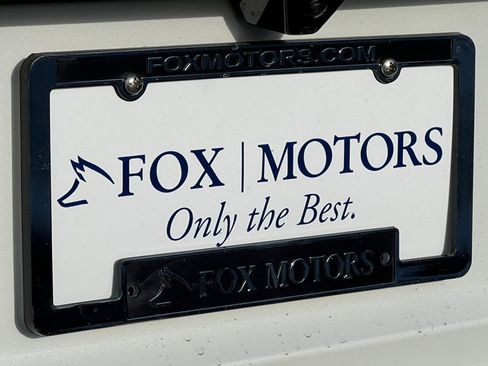 FOXMOTORS.COM
FOX | MOTORS
Only the Best.
FOX MOTORS